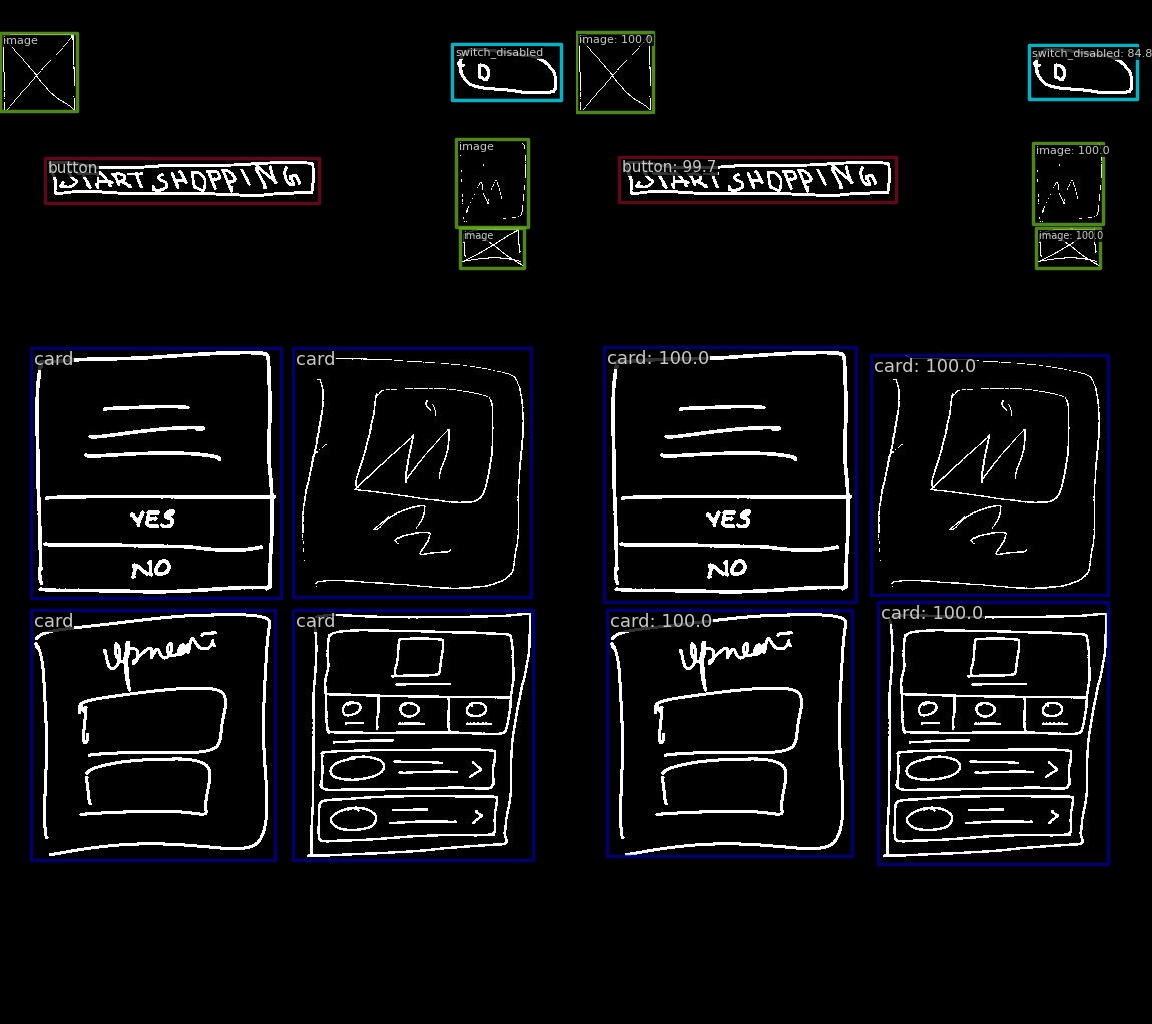 image
switch_disabled
image: 100.0
switch_disabled: 84.8
D
D
button
START SHOPPING
button: 99.7
START SHOPPING
image
image: 100.0
image
image: 100.0
card
card
card: 100.0
card: 100.0
YES
NO
YES
NO
card
card
card: 100.0
card: 100.0